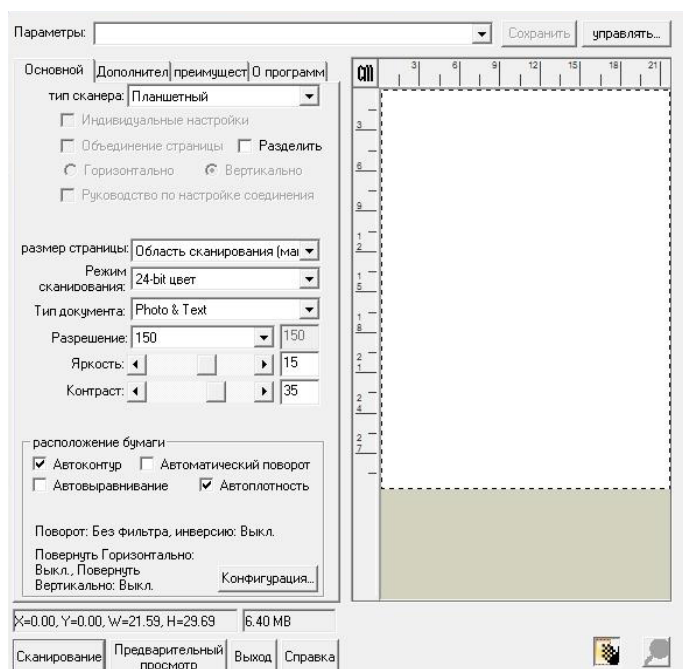 Параметры:
Сохранить
управлять...
Основной Дополнител преимущест О программ
тип сканера: Планшетный
Индивидуальные настройки
Объединение страницы Разделить
Горизонтально Вертикально
Руководство по настройке соединения
размер страницы: Область сканирования (ма
Режим
сканирования: 24-bit цвет
Тип документа: Photo & Text
Разрешение: 150 150
Яркость: 15
Контраст: 35
расположение бумаги
Автоконтур Автоматический поворот
Автовыравнивание Автоплотность
Поворот: Без фильтра, инверсию: Выкл.
Повернуть Горизонтально:
Выкл., Повернуть
Вертикально: Выкл.
Конфигурация...
X=0.00, Y=0.00, W=21.59, H=29.69 6.40 MB
Сканирование
Предварительный
просмотр
Выход
Справка
cm
3 6 9 12 15 18 21
3
6
9
12
15
18
21
24
27